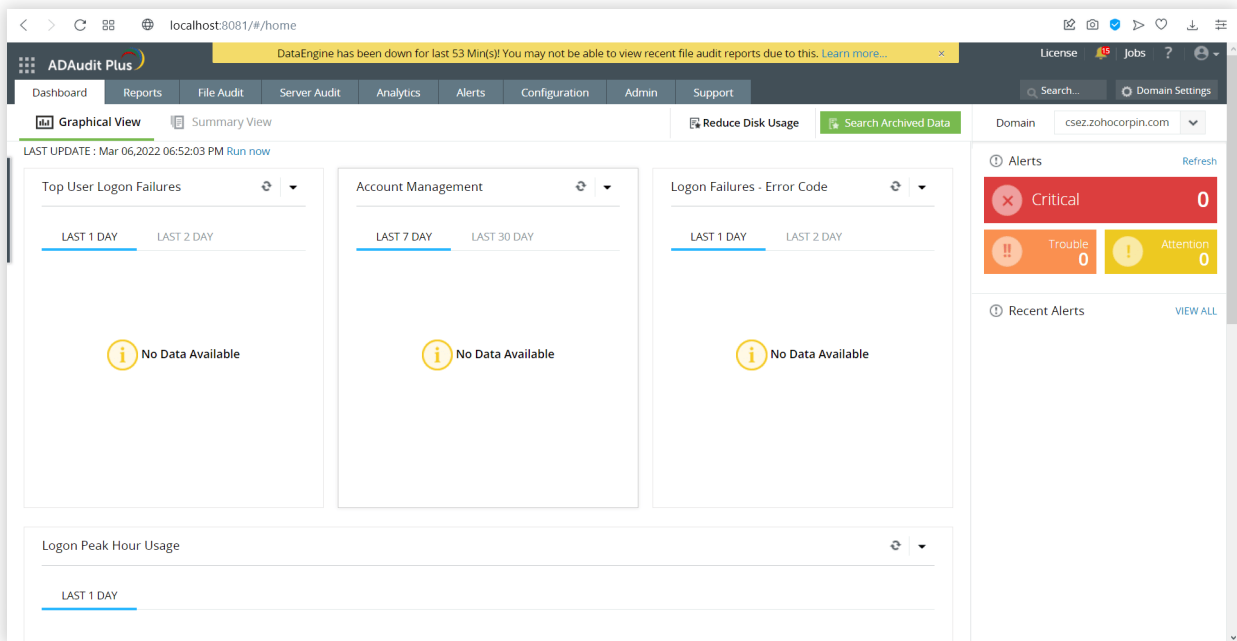 localhost:8081/#/home
ADAudit Plus
DataEngine has been down for last 53 Min(s)! You may not be able to view recent file audit reports due to this. Learn more... ×
License 15 Jobs ?
Dashboard Reports File Audit Server Audit Analytics Alerts Configuration Admin Support
Search... Domain Settings
Graphical View Summary View
Reduce Disk Usage Search Archived Data
Domain csez.zohocorpin.com
LAST UPDATE : Mar 06,2022 06:52:03 PM Run now
Top User Logon Failures
LAST 1 DAY LAST 2 DAY
No Data Available
Account Management
LAST 7 DAY LAST 30 DAY
No Data Available
Logon Failures - Error Code
LAST 1 DAY LAST 2 DAY
No Data Available
Logon Peak Hour Usage
LAST 1 DAY
Alerts Refresh
Critical 0
Trouble
0
Attention
0
Recent Alerts VIEW ALL